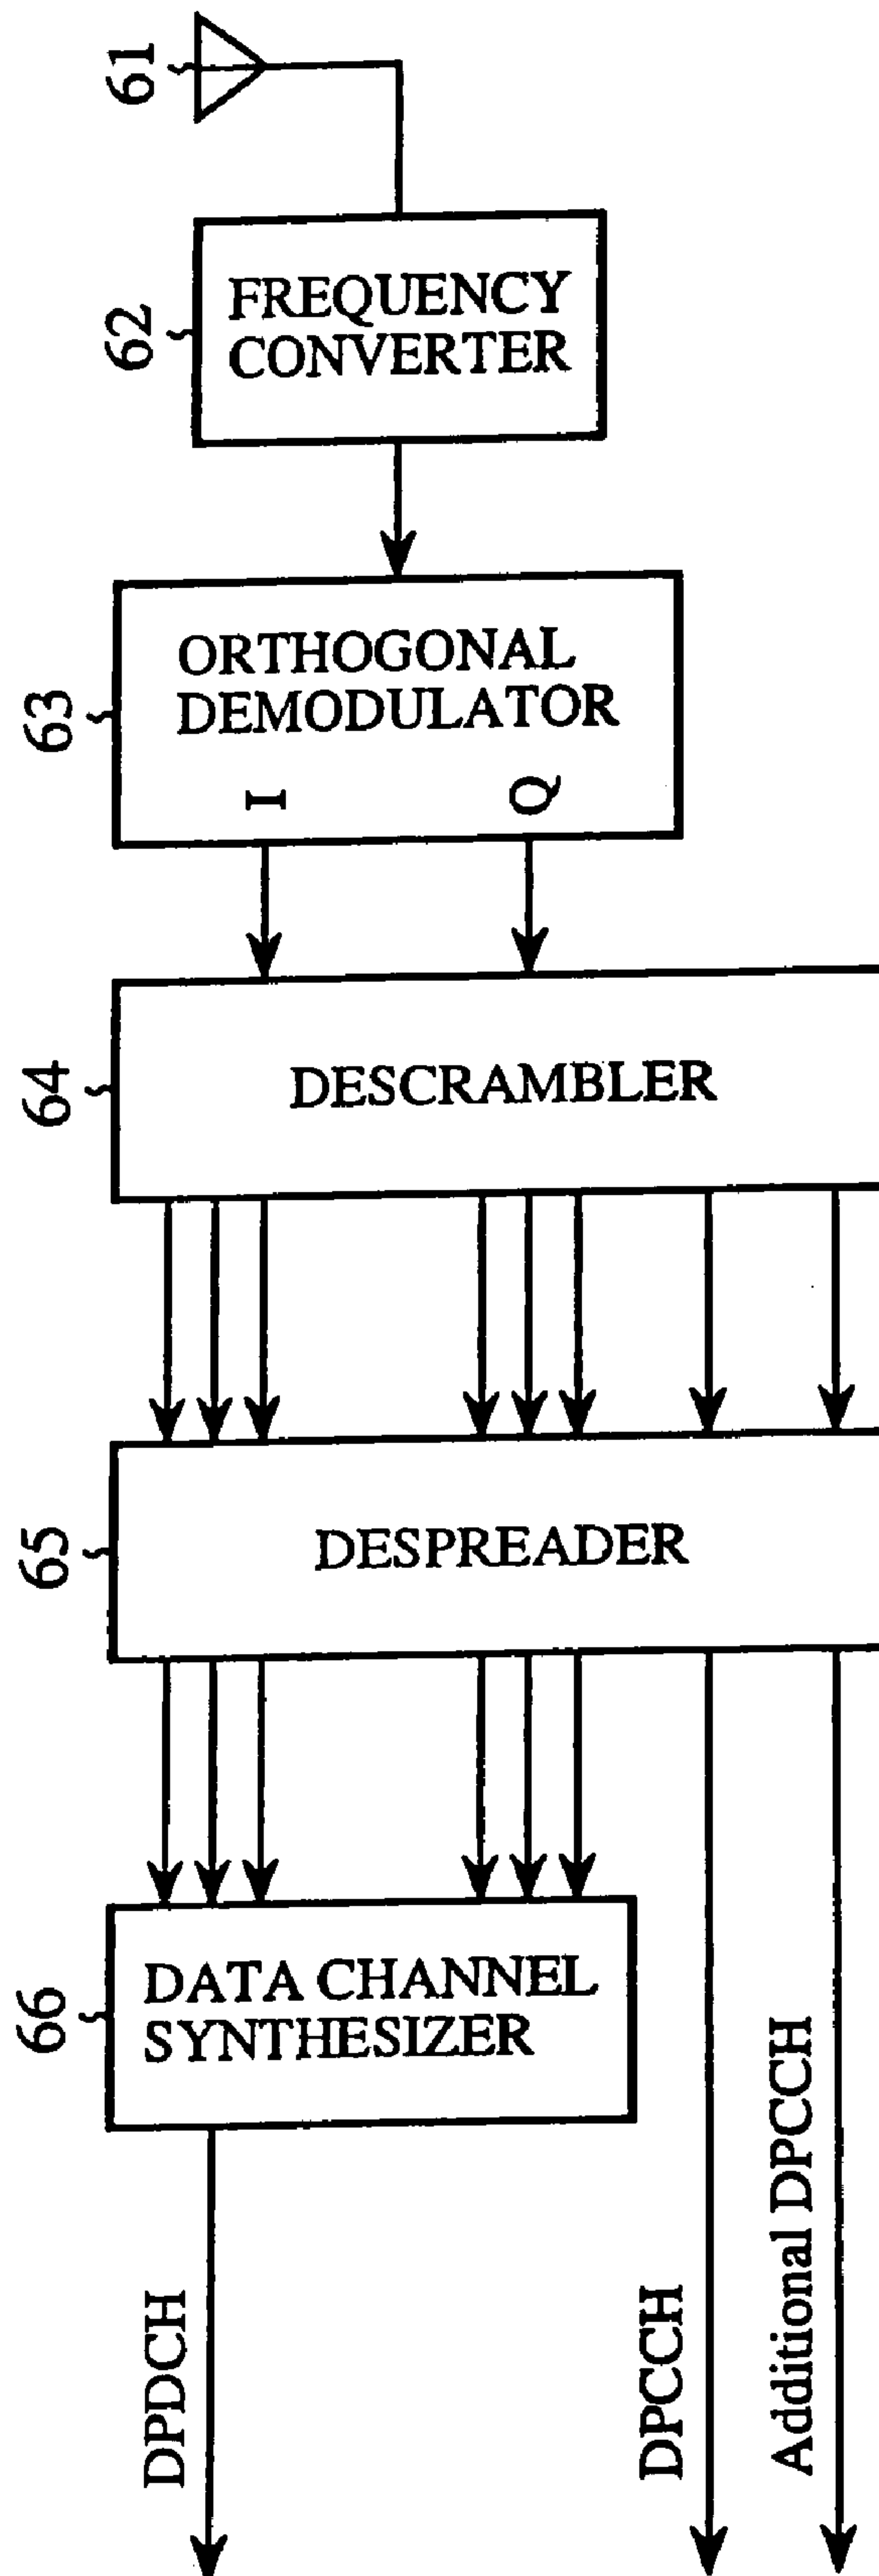 61
62
FREQUENCY
CONVERTER
63
ORTHOGONAL
DEMODULATOR
I
Q
64
DESCRAMBLER
65
DESPREADER
66
DATA CHANNEL
SYNTHESIZER
DPDCH
DPCCH
Additional DPCCH